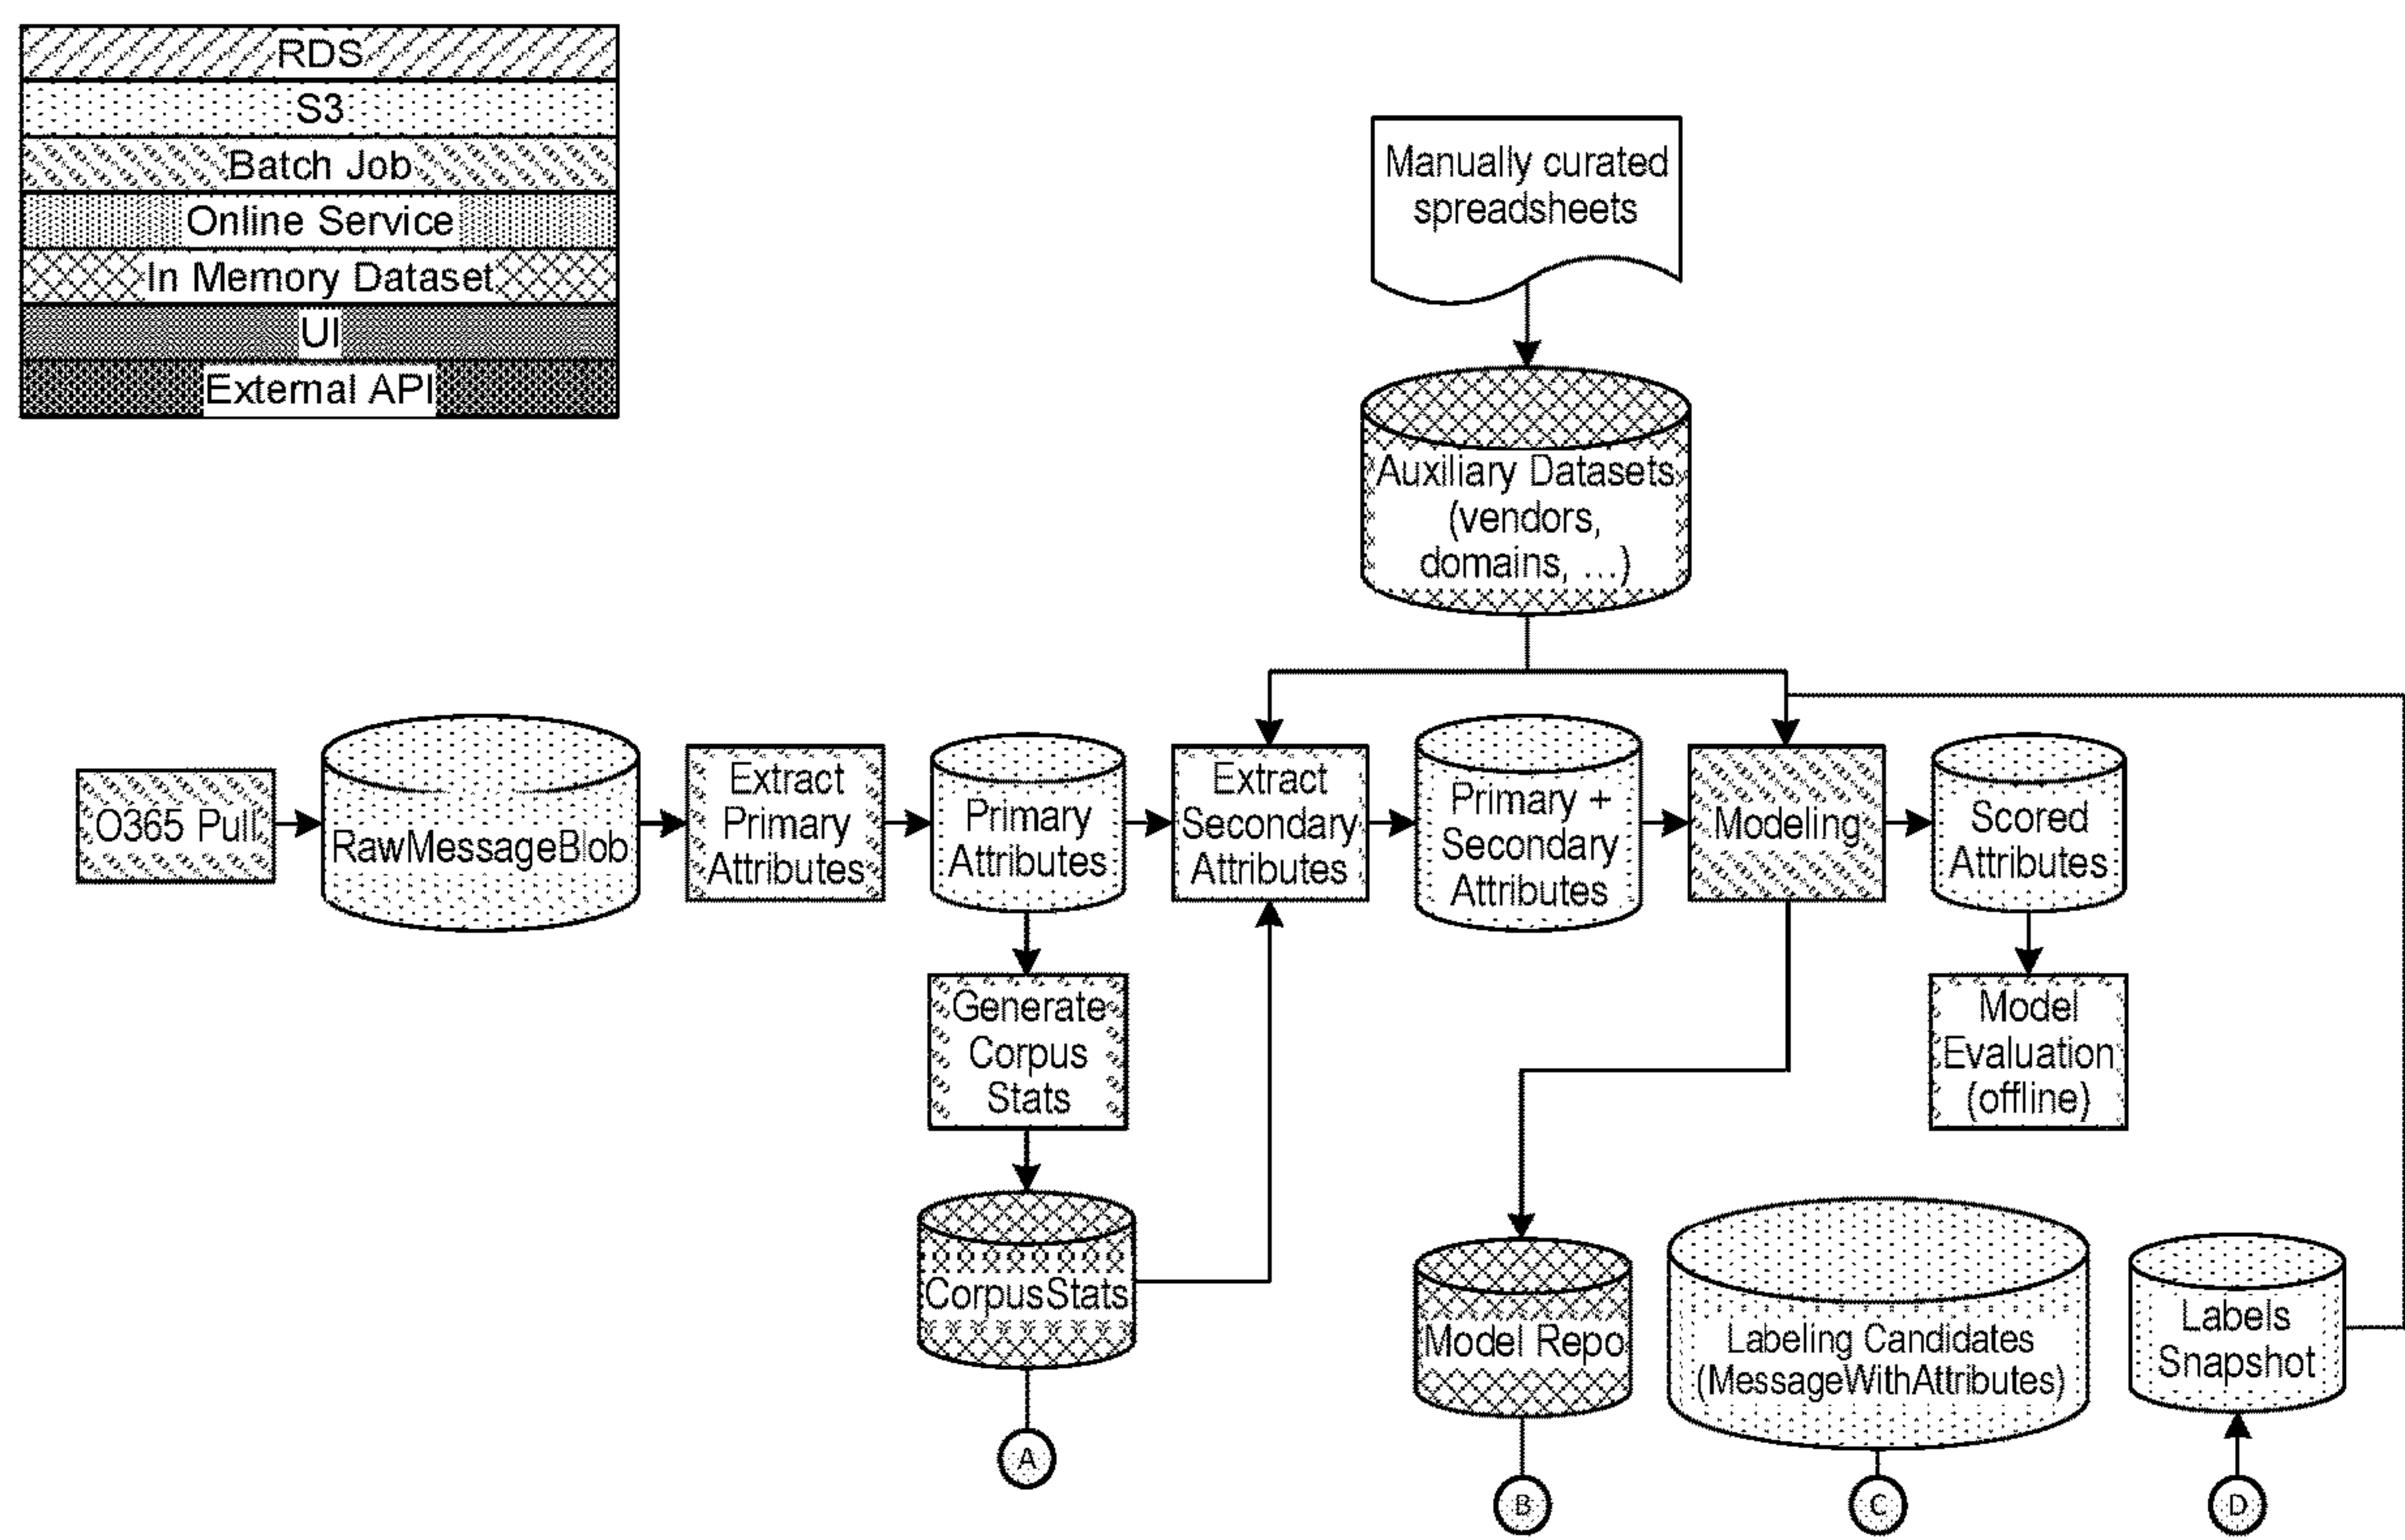 RDS
S3
Batch Job
Online Service
In Memory Dataset
UI
External API
Manually curated
spreadsheets
Auxiliary Datasets
(vendors,
domains, ...)
O365 Pull
RawMessageBlob
Extract
Primary
Attributes
Primary
Attributes
Extract
Secondary
Attributes
Primary +
Secondary
Attributes
Modeling
Scored
Attributes
Generate
Corpus
Stats
Model
Evaluation
(offline)
CorpusStats
Model Repo
Labeling Candidates
(MessageWithAttributes)
Labels
Snapshot
A
B
C
D